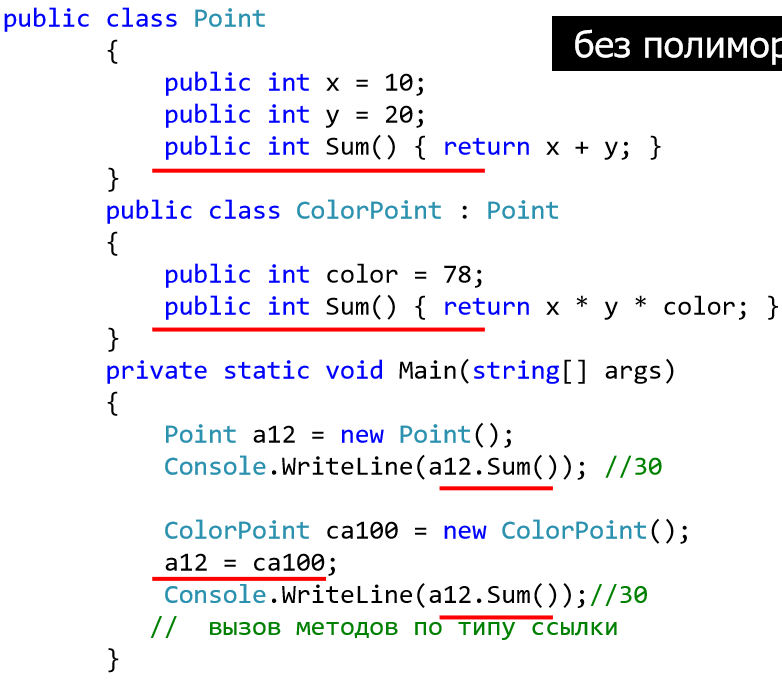 public class Point
без полимор
{
public int x = 10;
public int y = 20;
public int Sum() { return x + y; }
}
public class ColorPoint : Point
{
public int color = 78;
public int Sum() { return x * y * color; }
}
private static void Main(string[] args)
{
Point a12 = new Point();
Console.WriteLine(a12.Sum()); //30
ColorPoint ca100 = new ColorPoint();
a12 = ca100;
Console.WriteLine(a12.Sum());//30
// вызов методов по типу ссылки
}